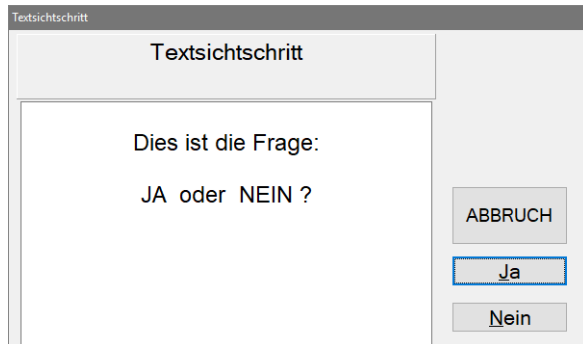 Textsichtschritt
Textsichtschritt
Dies ist die Frage:
JA oder NEIN ?
ABBRUCH
Ja
Nein